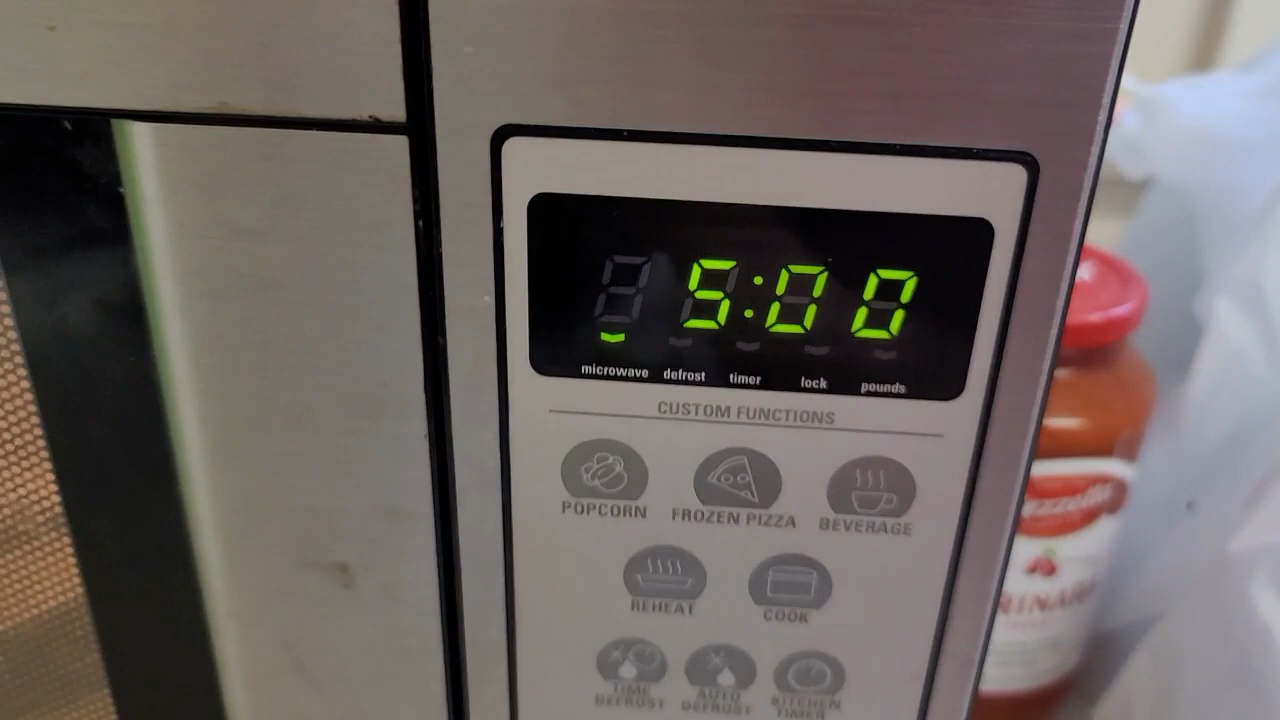 5:00
microwave defrost timer lock pounds
CUSTOM FUNCTIONS
POPCORN FROZEN PIZZA BEVERAGE
REHEAT COOK
TIME DEFROST AUTO DEFROST KITCHEN TIMER